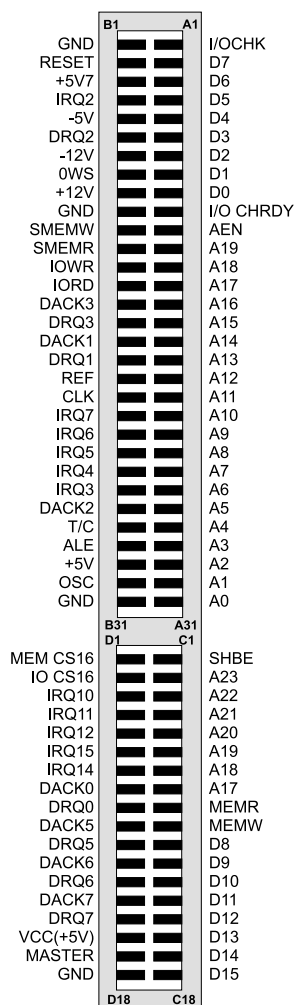 B1 A1
GND I/OCHK
RESET D7
+5V7 D6
IRQ2 D5
-5V D4
DRQ2 D3
-12V D2
0WS D1
+12V D0
GND I/O CHRDY
SMEMW AEN
SMEMR A19
IOWR A18
IORD A17
DACK3 A16
DRQ3 A15
DACK1 A14
DRQ1 A13
REF A12
CLK A11
IRQ7 A10
IRQ6 A9
IRQ5 A8
IRQ4 A7
IRQ3 A6
DACK2 A5
T/C A4
ALE A3
+5V A2
OSC A1
GND A0
B31 A31
D1 C1
MEM CS16 SHBE
IO CS16 A23
IRQ10 A22
IRQ11 A21
IRQ12 A20
IRQ15 A19
IRQ14 A18
DACK0 A17
DRQ0 MEMR
DACK5 MEMW
DRQ5 D8
DACK6 D9
DRQ6 D10
DACK7 D11
DRQ7 D12
VCC(+5V) D13
MASTER D14
GND D15
D18 C18